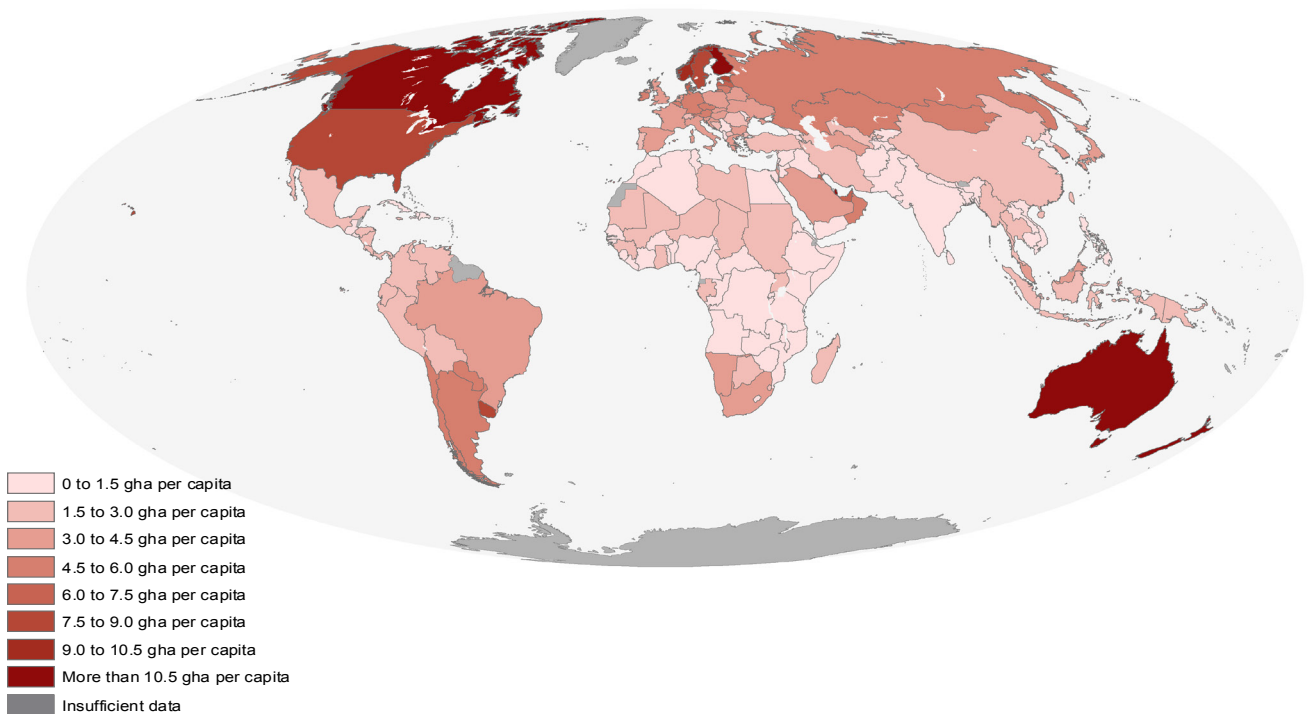 0 to 1.5 gha per capita
1.5 to 3.0 gha per capita
3.0 to 4.5 gha per capita
4.5 to 6.0 gha per capita
6.0 to 7.5 gha per capita
7.5 to 9.0 gha per capita
9.0 to 10.5 gha per capita
More than 10.5 gha per capita
Insufficient data